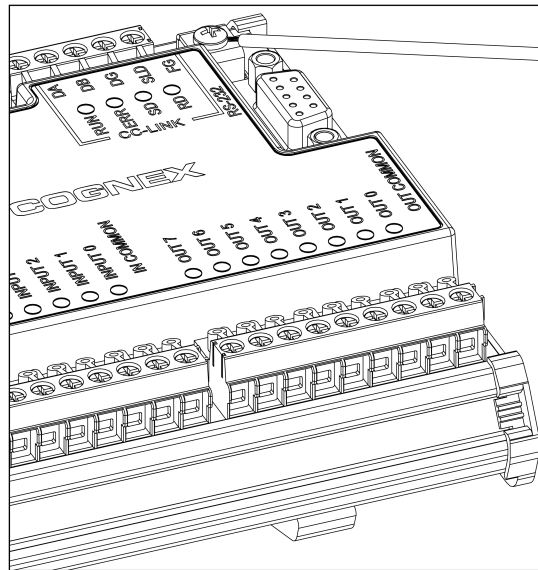 DA
DB
DG
SLD
FG
RUN
ERR
SD
RD
CC-LINK
RS-232
COGNEX
INPUT 2
INPUT 1
INPUT 0
IN COMMON
OUT 7
OUT 6
OUT 5
OUT 4
OUT 3
OUT 2
OUT 1
OUT 0
OUT COMMON